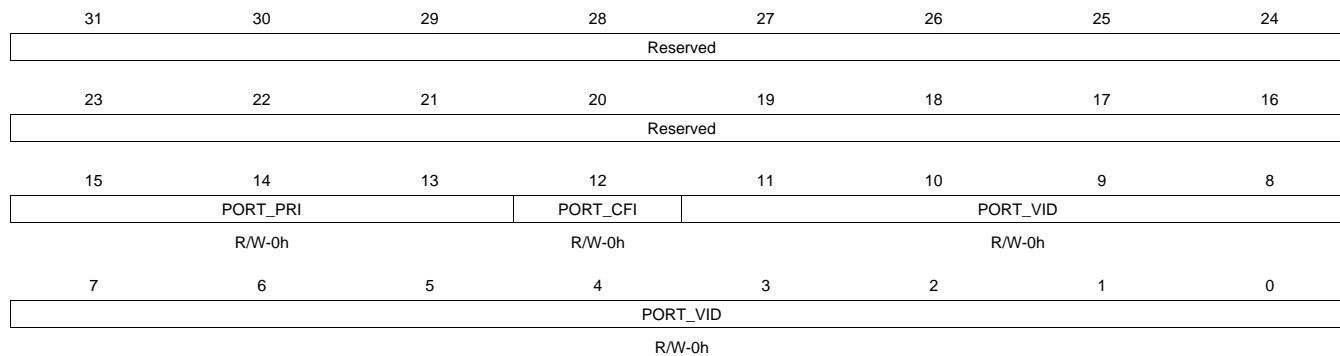 31 30 29 28 27 26 25 24
Reserved
23 22 21 20 19 18 17 16
Reserved
15 14 13 12 11 10 9 8
PORT_PRI PORT_CFI PORT_VID
R/W-0h R/W-0h R/W-0h
7 6 5 4 3 2 1 0
PORT_VID
R/W-0h